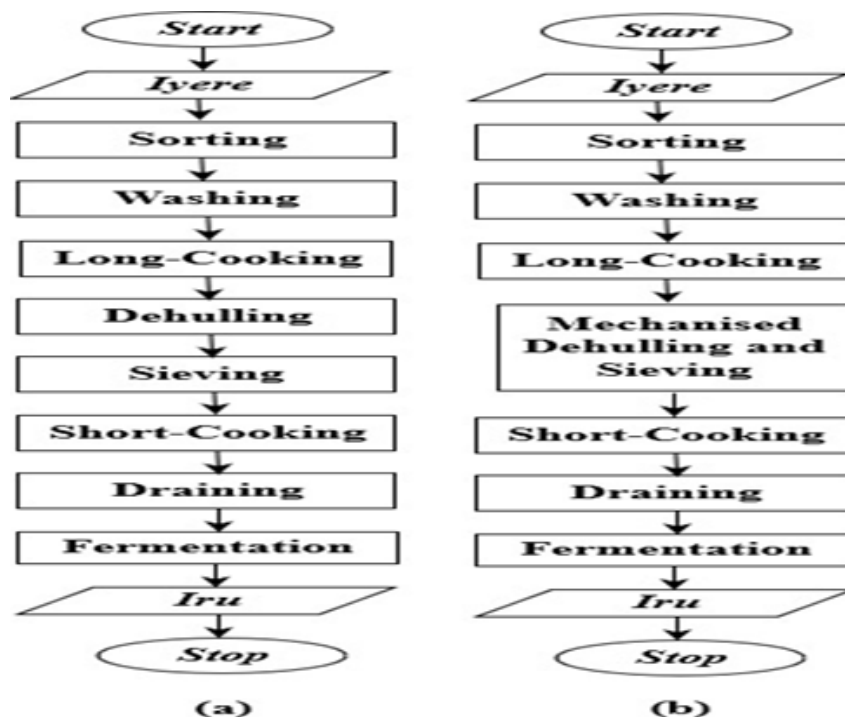 Start
Iyere
Sorting
Washing
Long-Cooking
Dehulling
Sieving
Short-Cooking
Draining
Fermentation
Iru
Stop
(a)
Start
Iyere
Sorting
Washing
Long-Cooking
Mechanised
Dehulling and
Sieving
Short-Cooking
Draining
Fermentation
Iru
Stop
(b)